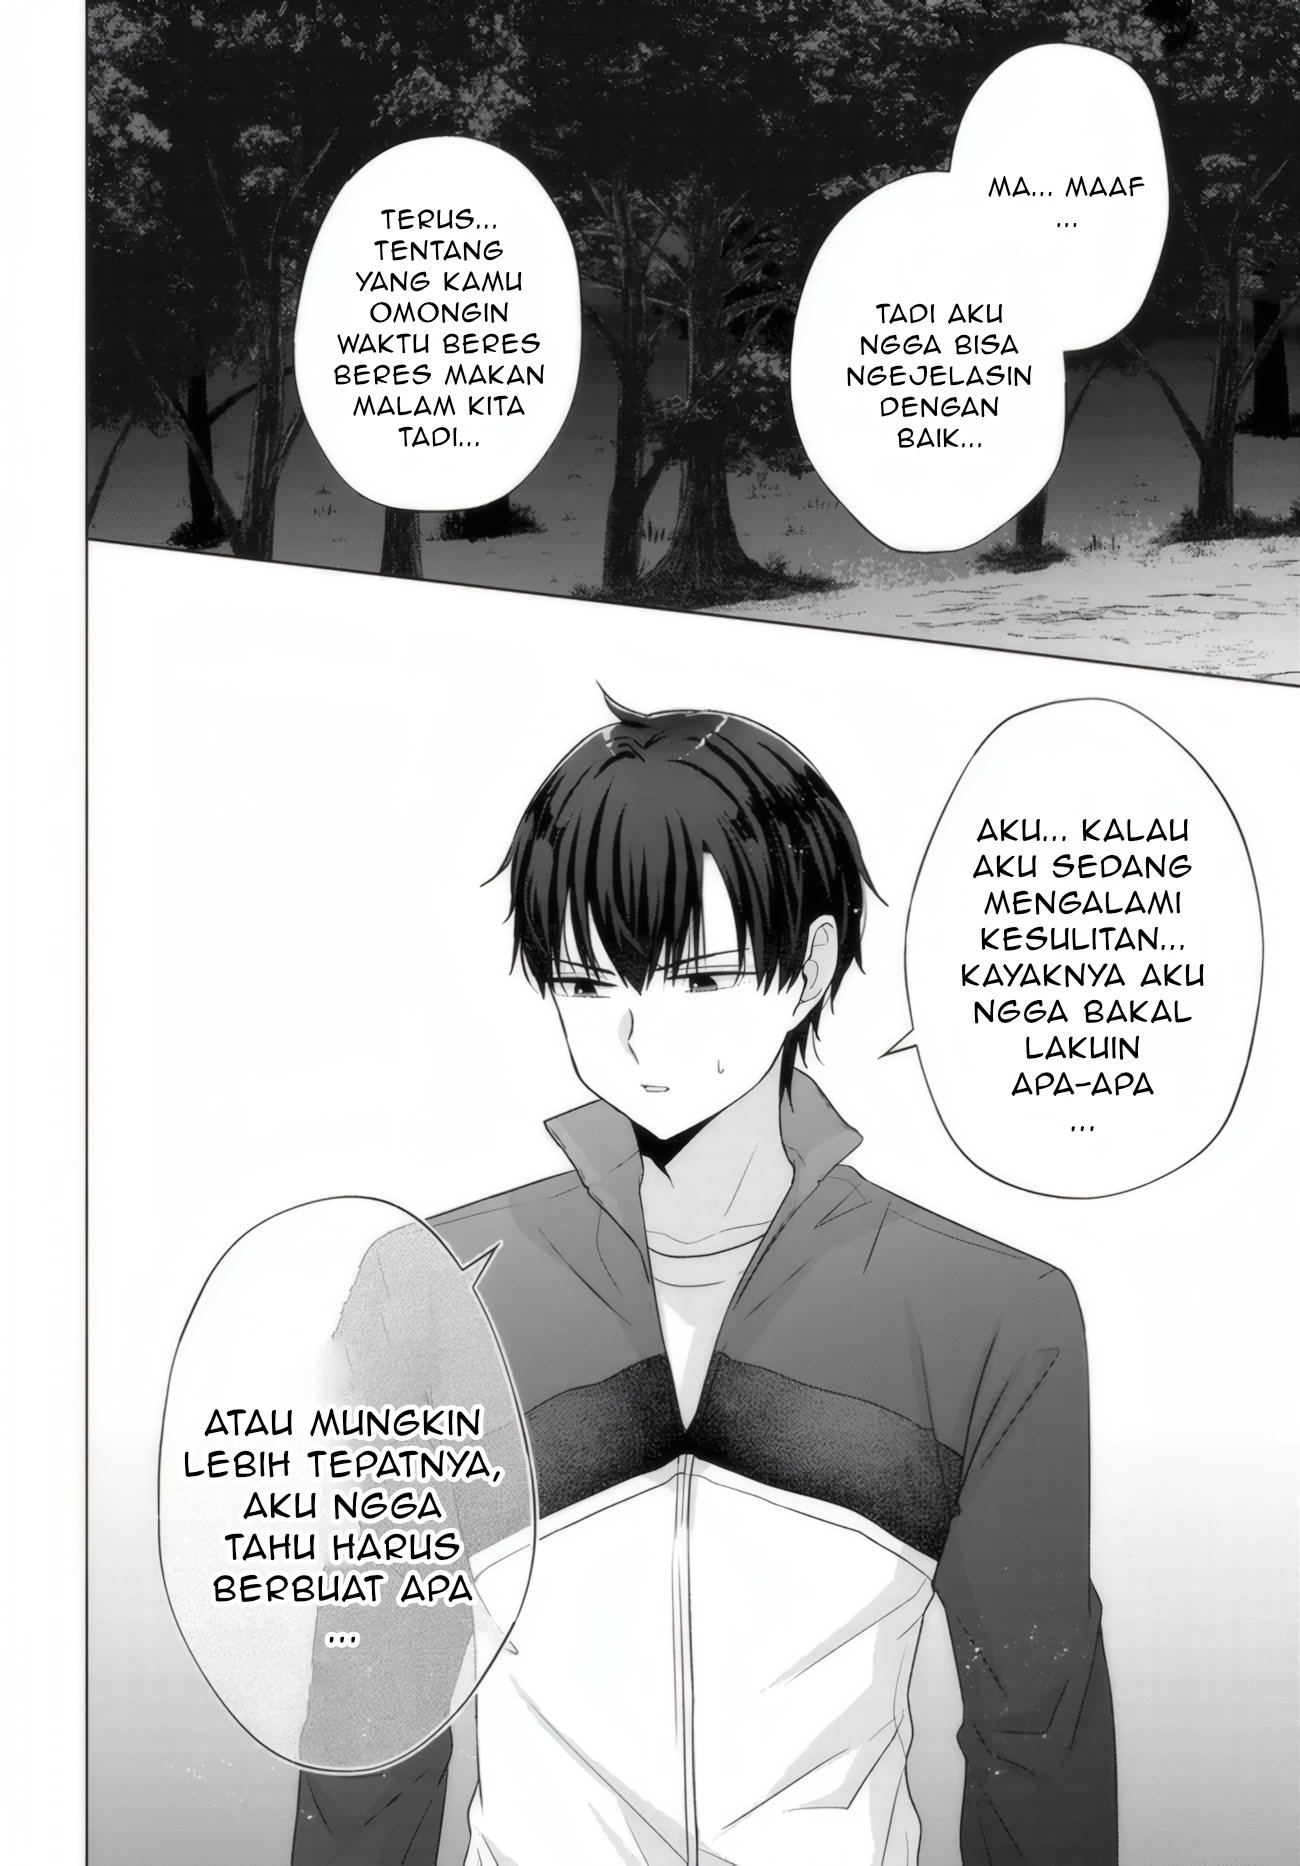 MA... MAAF
...
TADI AKU
NGGA BISA
NGEJELASIN
DENGAN
BAIK...
TERUS...
TENTANG
YANG KAMU
OMONGIN
WAKTU BERES
BERES MAKAN
MALAM KITA
TADI...
AKU... KALAU
AKU SEDANG
MENGALAMI
KESULITAN...
KAYAKNYA AKU
NGGA BAKAL
LAKUIN
APA-APA
...
ATAU MUNGKIN
LEBIH TEPATNYA,
AKU NGGA
TAHU HARUS
BERBUAT APA
...